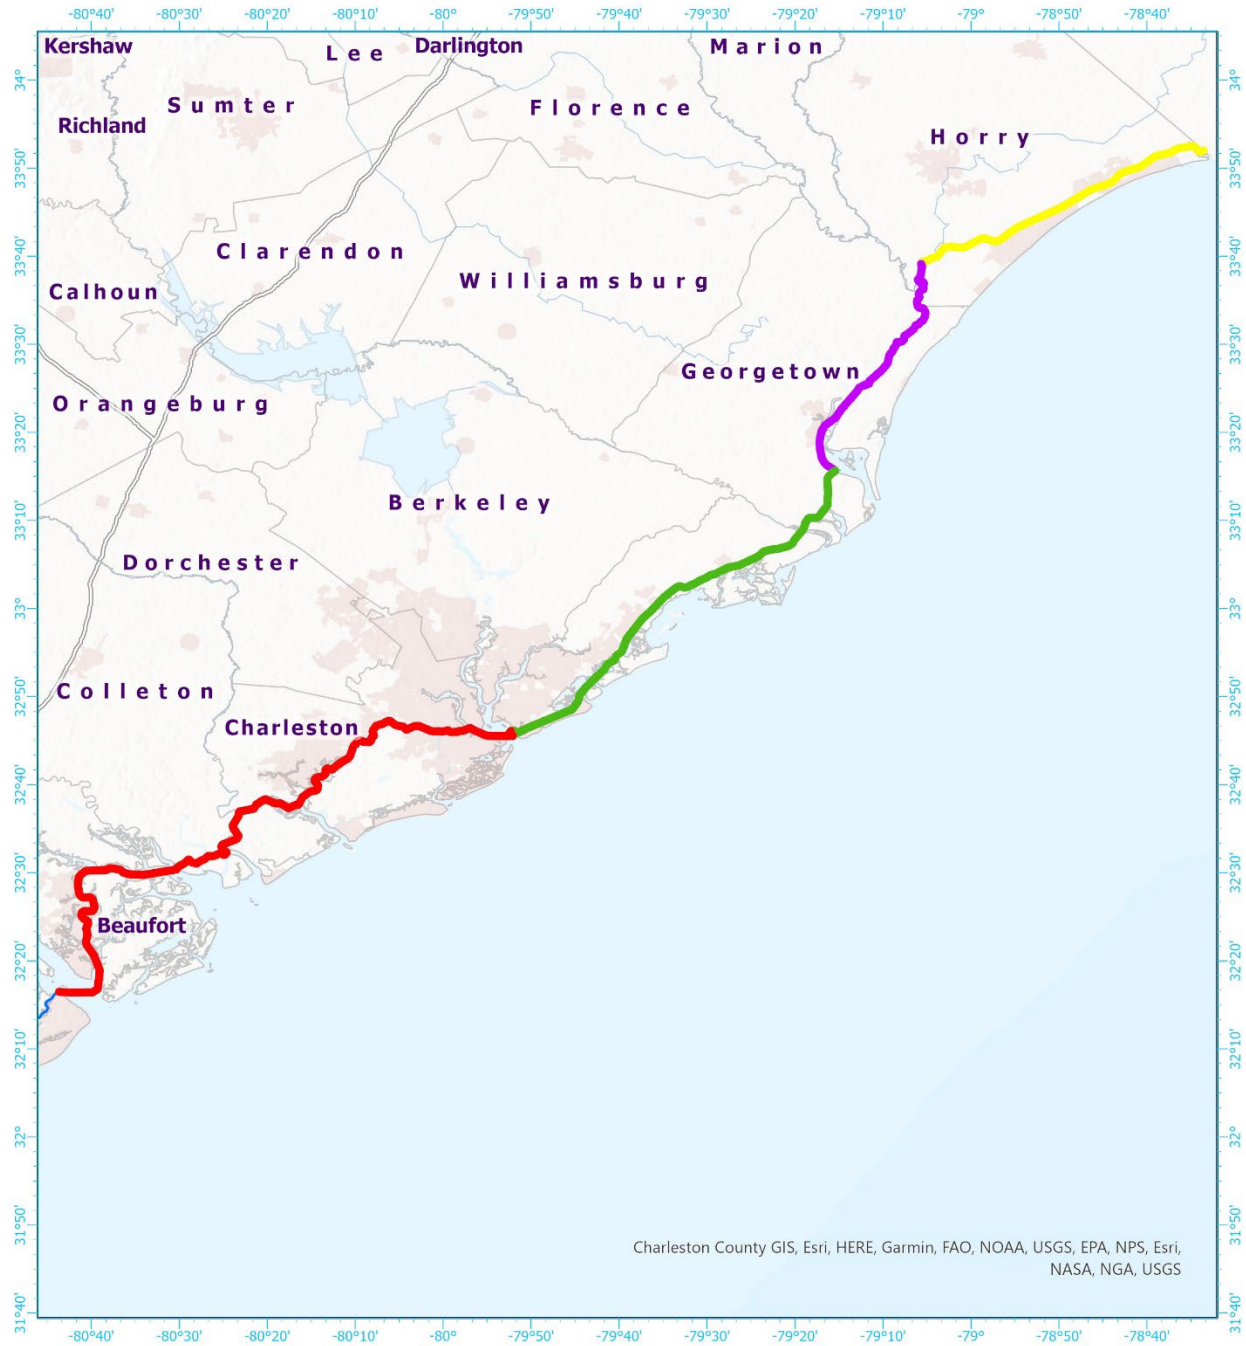 -80°40' -80°30' -80°20' -80°10' -80° -79°50' -79°40' -79°30' -79°20' -79°10' -79° -78°50' -78°40'
Kershaw
Lee
Darlington
Marion
34°
34°
Sumter
Florence
Richland
Horry
33°50'
33°50'
Clarendon
33°40'
33°40'
Williamsburg
Calhoun
33°30'
33°30'
Georgetown
Orangeburg
33°20'
33°20'
Berkeley
33°10'
33°10'
Dorchester
33°
33°
Colleton
32°50'
32°50'
Charleston
32°40'
32°40'
32°30'
32°30'
Beaufort
32°20'
32°20'
32°10'
32°10'
32°
32°
31°50'
31°50'
Charleston County GIS, Esri, HERE, Garmin, FAO, NOAA, USGS, EPA, NPS, Esri,
NASA, NGA, USGS
31°40'
31°40'
-80°40' -80°30' -80°20' -80°10' -80° -79°50' -79°40' -79°30' -79°20' -79°10' -79° -78°50' -78°40'